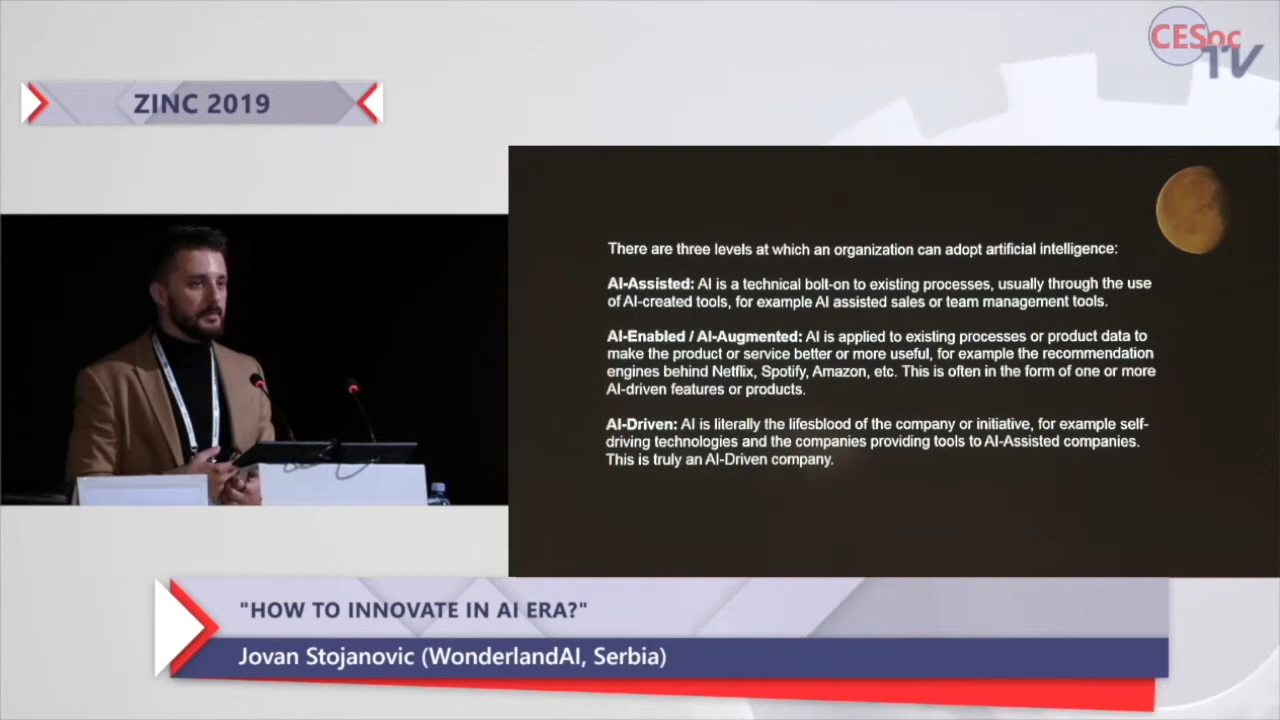 CESoc
TV
ZINC 2019
There are three levels at which an organization can adopt artificial intelligence:
AI-Assisted: AI is a technical bolt-on to existing processes, usually through the use
of AI-created tools, for example AI assisted sales or team management tools.
AI-Enabled / AI-Augmented: AI is applied to existing processes or product data to
make the product or service better or more useful, for example the recommendation
engines behind Netflix, Spotify, Amazon, etc. This is often in the form of one or more
AI-driven features or products.
AI-Driven: AI is literally the lifesblood of the company or initiative, for example self-
driving technologies and the companies providing tools to AI-Assisted companies.
This is truly an AI-Driven company.
"HOW TO INNOVATE IN AI ERA?"
Jovan Stojanovic (WonderlandAI, Serbia)